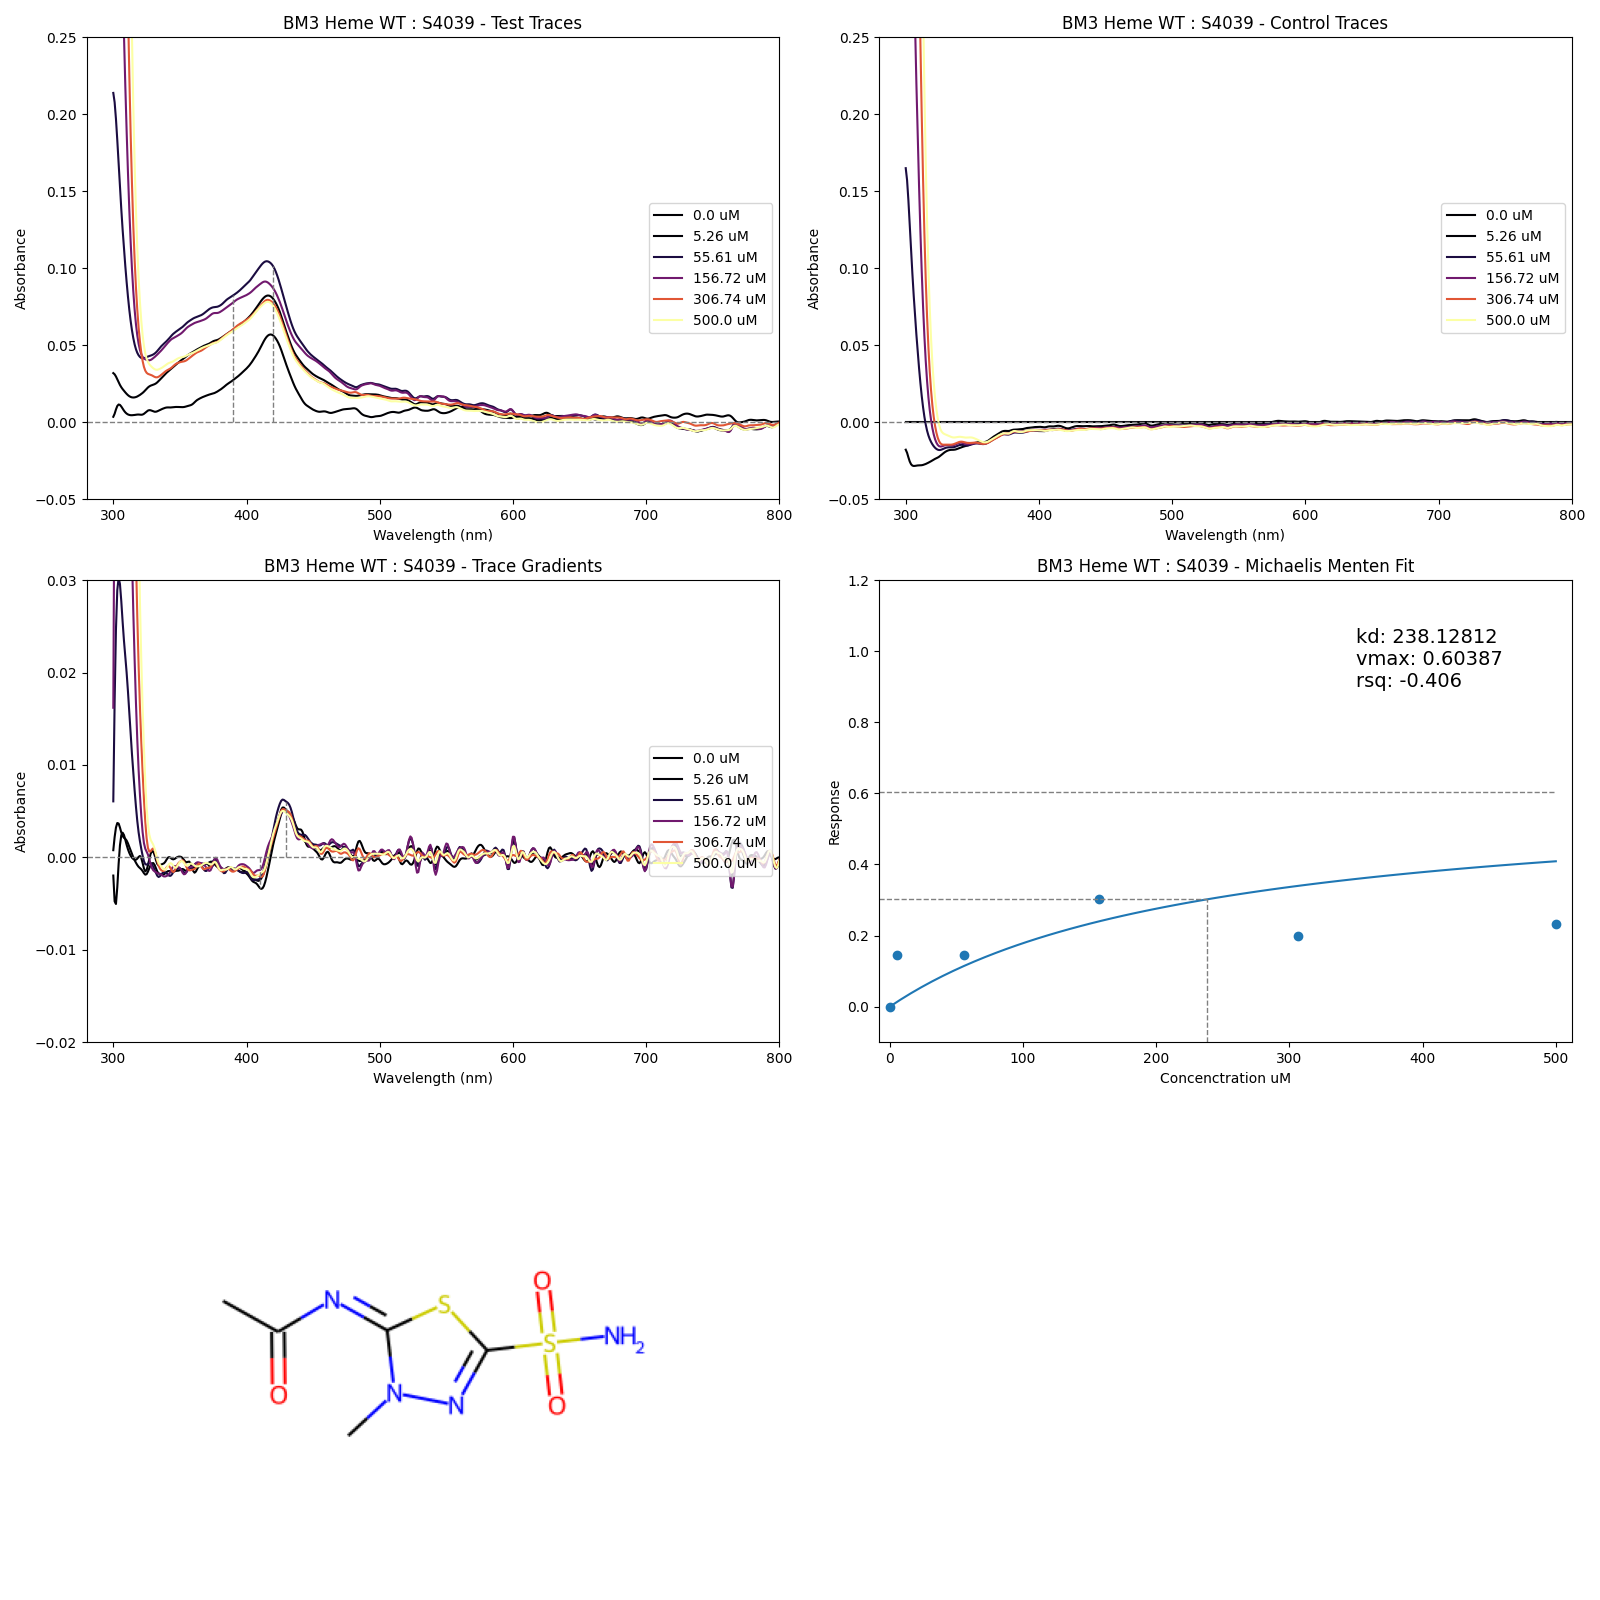 BM3 Heme WT : S4039 - Test Traces
0.25
0.20
0.15
0.10
0.05
0.00
−0.05
Absorbance
300 400 500 600 700 800
Wavelength (nm)
0.0 uM
5.26 uM
55.61 uM
156.72 uM
306.74 uM
500.0 uM
BM3 Heme WT : S4039 - Control Traces
0.25
0.20
0.15
0.10
0.05
0.00
−0.05
Absorbance
300 400 500 600 700 800
Wavelength (nm)
0.0 uM
5.26 uM
55.61 uM
156.72 uM
306.74 uM
500.0 uM
BM3 Heme WT : S4039 - Trace Gradients
0.03
0.02
0.01
0.00
−0.01
−0.02
Absorbance
300 400 500 600 700 800
Wavelength (nm)
0.0 uM
5.26 uM
55.61 uM
156.72 uM
306.74 uM
500.0 uM
BM3 Heme WT : S4039 - Michaelis Menten Fit
1.2
1.0
0.8
0.6
0.4
0.2
0.0
Response
kd: 238.12812
vmax: 0.60387
rsq: -0.406
0 100 200 300 400 500
Concenctration uM
O
N S
S NH2
O N N O